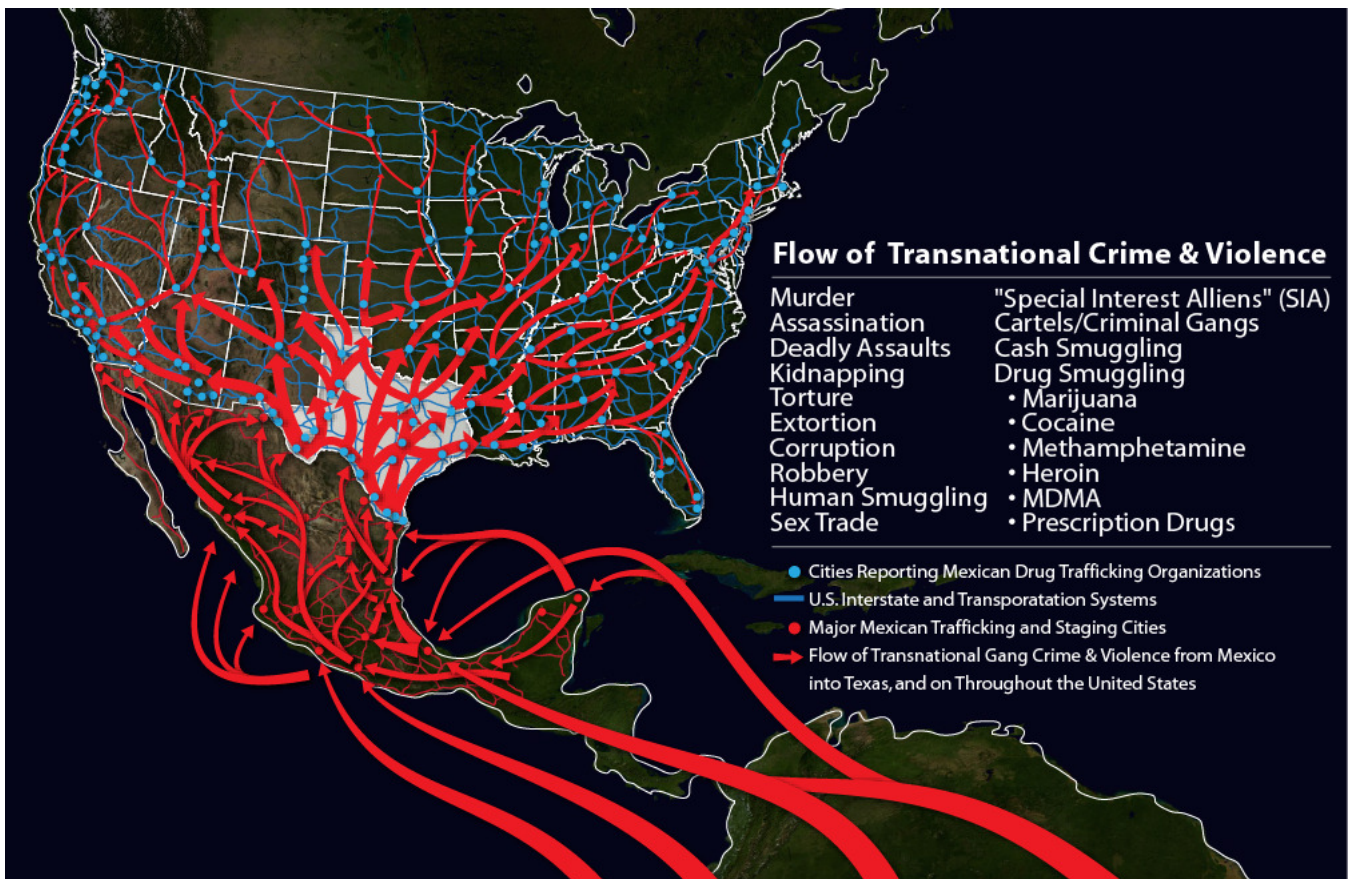 Flow of Transnational Crime & Violence
Murder
Assassination
Deadly Assaults
Kidnapping
Torture
Extortion
Corruption
Robbery
Human Smuggling
Sex Trade
"Special Interest Alliens" (SIA)
Cartels/Criminal Gangs
Cash Smuggling
Drug Smuggling
• Marijuana
• Cocaine
• Methamphetamine
• Heroin
• MDMA
• Prescription Drugs
Cities Reporting Mexican Drug Trafficking Organizations
U.S. Interstate and Transporatation Systems
Major Mexican Trafficking and Staging Cities
Flow of Transnational Gang Crime & Violence from Mexico
into Texas, and on Throughout the United States